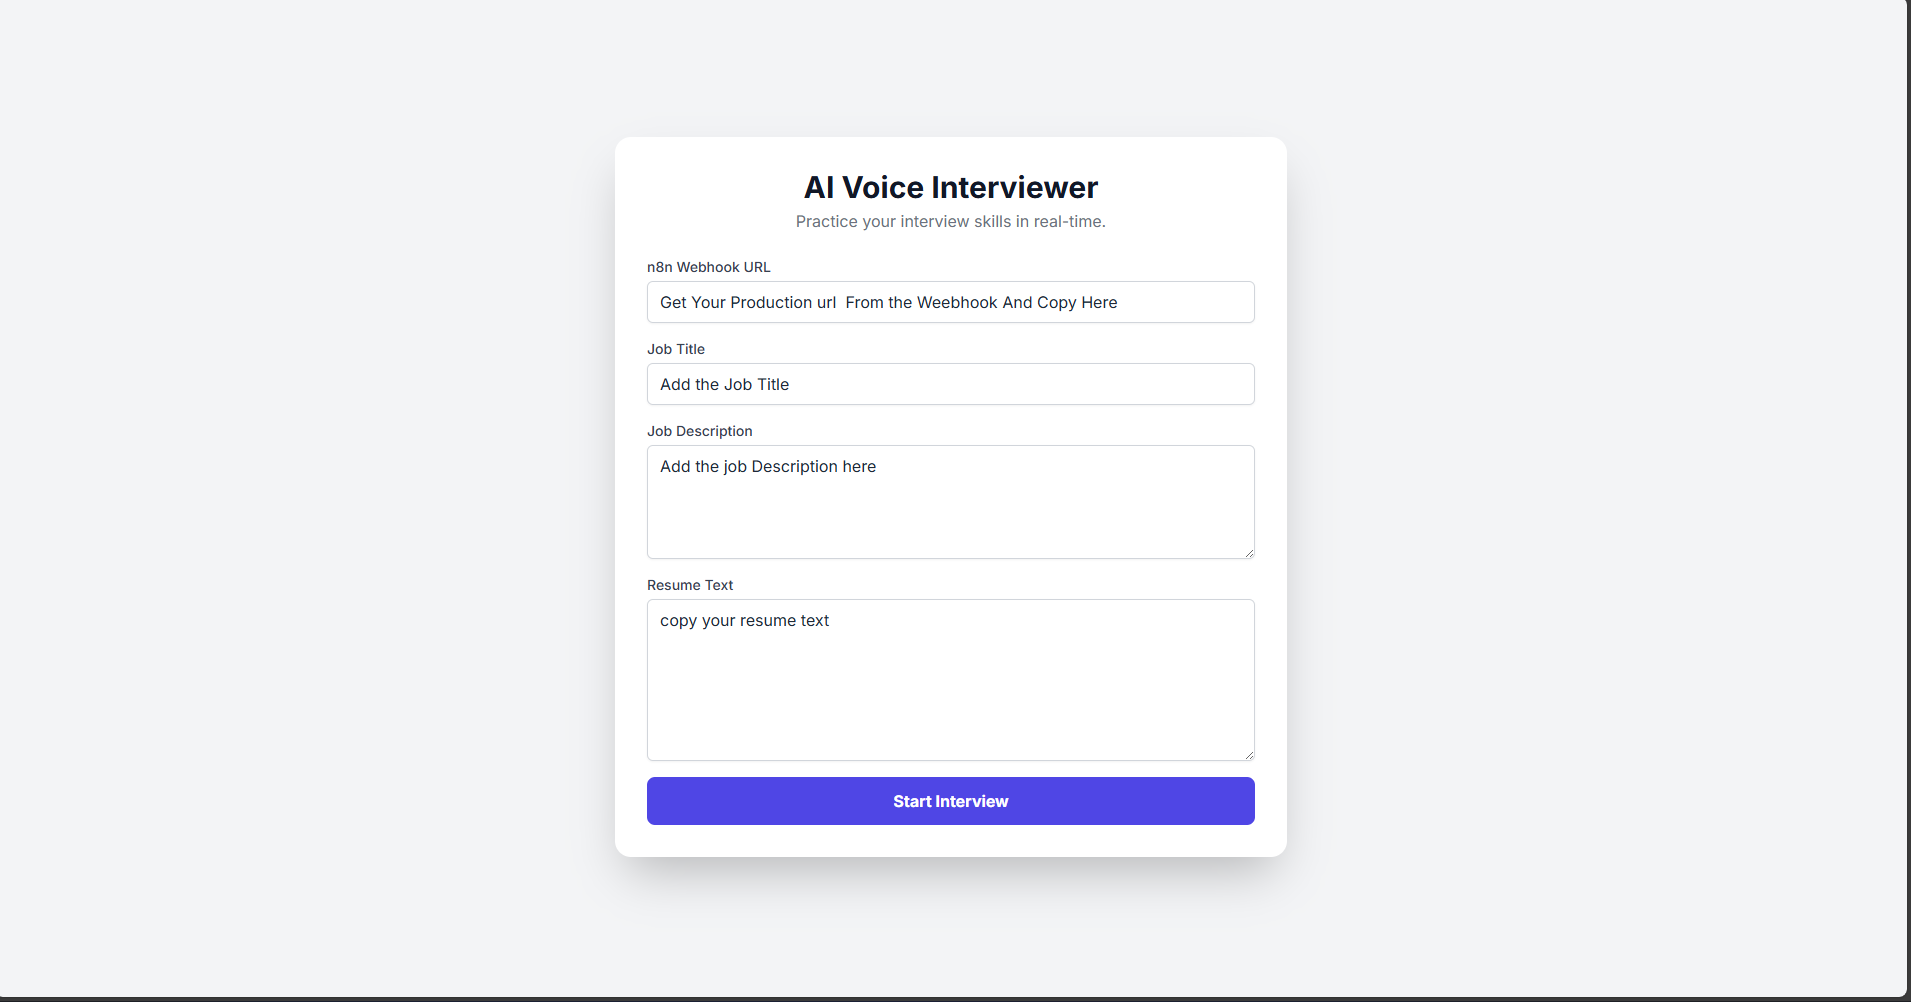 AI Voice Interviewer
Practice your interview skills in real-time.
n8n Webhook URL
Get Your Production url  From the Weebhook And Copy Here
Job Title
Add the Job Title
Job Description
Add the job Description here
Resume Text
copy your resume text
Start Interview